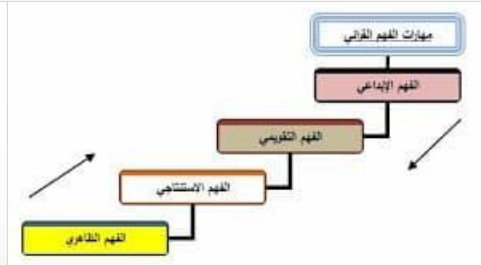 مهارات الفهم القرائي
الفهم الإبداعي
الفهم التقويمي
الفهم الاستنتاجي
الفهم الظاهري